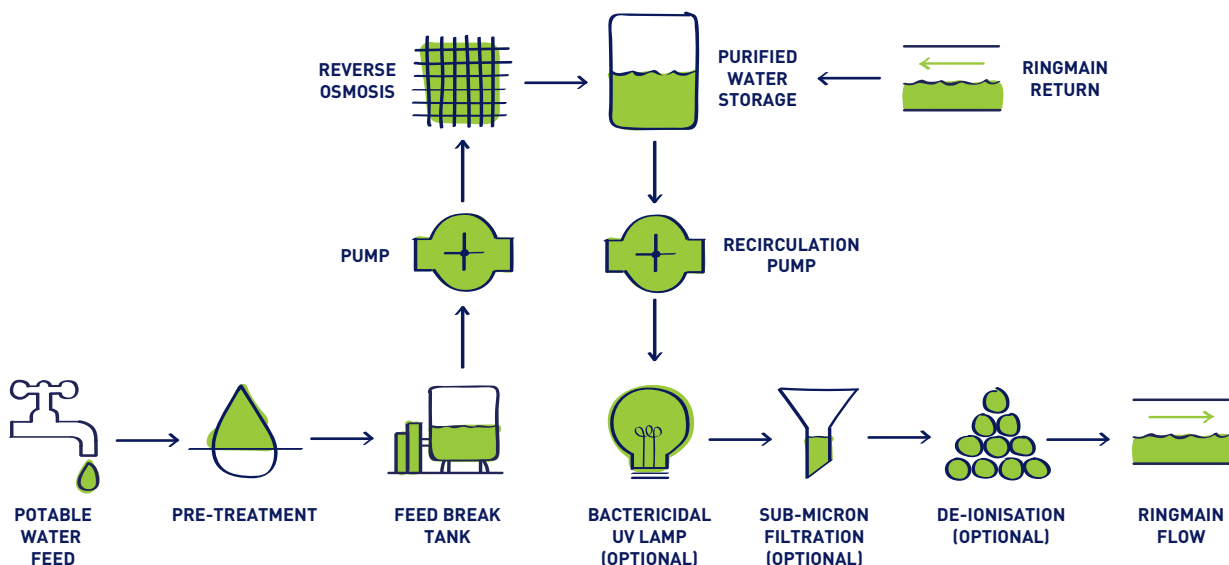 REVERSE
OSMOSIS
PURIFIED
WATER
STORAGE
RINGMAIN
RETURN
PUMP
RECIRCULATION
PUMP
POTABLE
WATER
FEED
PRE-TREATMENT
FEED BREAK
TANK
BACTERICIDAL
UV LAMP
(OPTIONAL)
SUB-MICRON
FILTRATION
(OPTIONAL)
DE-IONISATION
(OPTIONAL)
RINGMAIN
FLOW